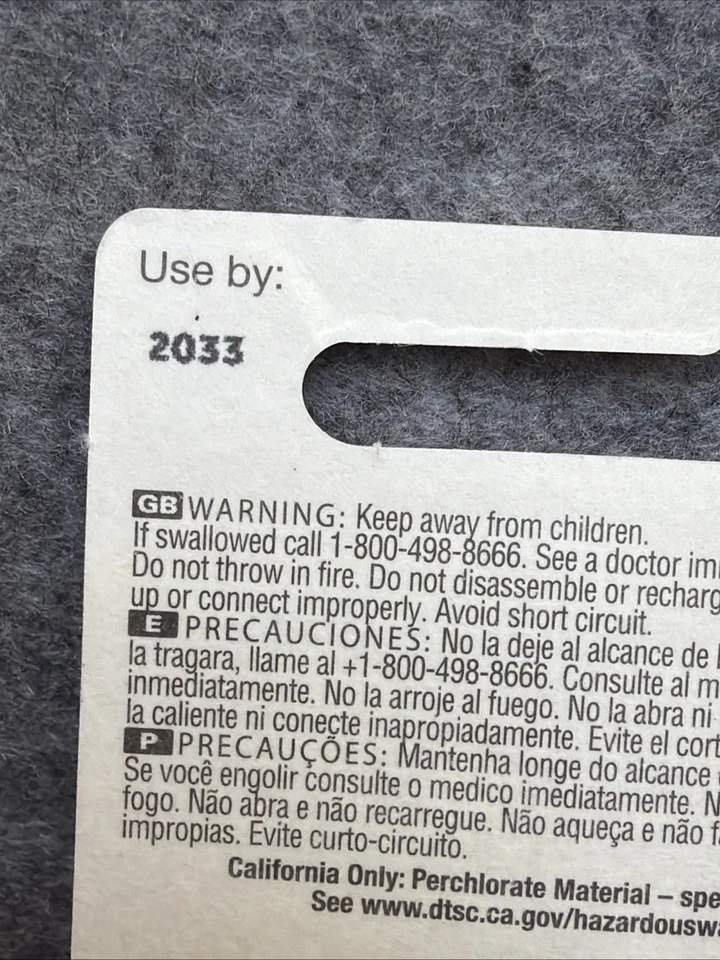 Use by:
2033
GB WARNING: Keep away from children.
If swallowed call 1-800-498-8666. See a doctor
Do not throw in fire. Do not disassemble or
up or connect improperly. Avoid short circuit.
E PRECAUCIONES: No la deje al alcance de
la tragara, llame al +1-800-498-8666. Consulte al
inmediatamente. No la arroje al fuego. No la abra ni
la caliente ni conecte inapropiadamente. Evite el
P PRECAUÇÕES: Mantenha longe do alcance
Se você engolir consulte o medico imediatamente.
fogo. Não abra e não recarregue. Não aqueça e não
impropias. Evite curto-circuito.
California Only: Perchlorate Material –
See www.dtsc.ca.gov/hazardousw